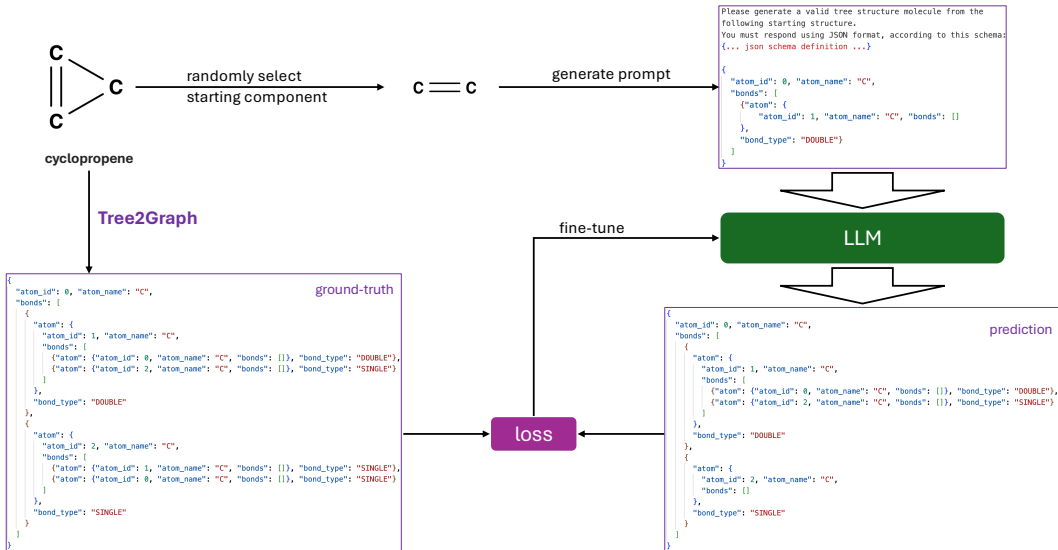 C
C
C
cyclopropene
randomly select
starting component
C
C
generate prompt
Please generate a valid tree structure molecule from the
following starting structure.
You must respond using JSON format, according to this schema:
{... json schema definition ...}
{
"atom_id": 0, "atom_name": "C",
"bonds": [
{"atom": {
"atom_id": 1, "atom_name": "C", "bonds": []
},
"bond_type": "DOUBLE"}
]
}
Tree2Graph
fine-tune
LLM
ground-truth
{
"atom_id": 0, "atom_name": "C",
"bonds": [
{
"atom": {
"atom_id": 1, "atom_name": "C",
"bonds": [
{"atom": {"atom_id": 0, "atom_name": "C", "bonds": []}, "bond_type": "DOUBLE"},
{"atom": {"atom_id": 2, "atom_name": "C", "bonds": []}, "bond_type": "SINGLE"}
]
},
"bond_type": "DOUBLE"
},
{
"atom": {
"atom_id": 2, "atom_name": "C",
"bonds": [
{"atom": {"atom_id": 1, "atom_name": "C", "bonds": []}, "bond_type": "SINGLE"},
{"atom": {"atom_id": 0, "atom_name": "C", "bonds": []}, "bond_type": "SINGLE"}
]
},
"bond_type": "SINGLE"
}
]
}
loss
prediction
{
"atom_id": 0, "atom_name": "C",
"bonds": [
{
"atom": {
"atom_id": 1, "atom_name": "C",
"bonds": [
{"atom": {"atom_id": 0, "atom_name": "C", "bonds": []}, "bond_type": "DOUBLE"},
{"atom": {"atom_id": 2, "atom_name": "C", "bonds": []}, "bond_type": "SINGLE"}
]
},
"bond_type": "DOUBLE"
},
{
"atom": {
"atom_id": 2, "atom_name": "C",
"bonds": []
},
"bond_type": "SINGLE"
}
]
}